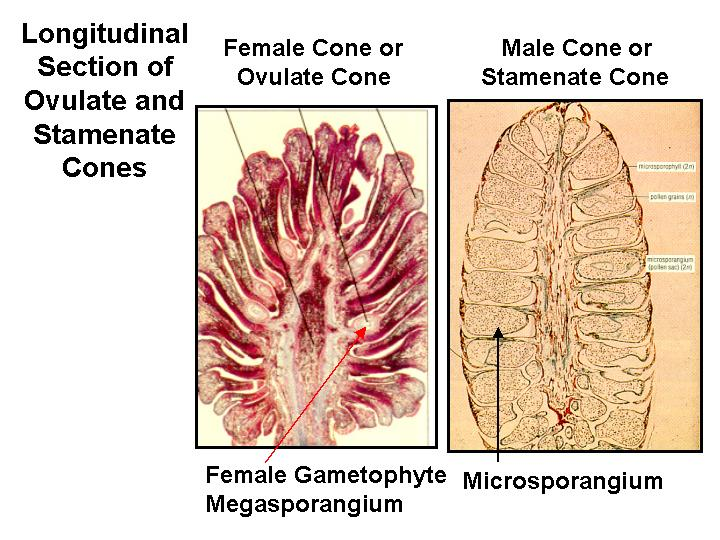 Longitudinal
Section of
Ovulate and
Stamenate
Cones
Female Cone or
Ovulate Cone
Male Cone or
Stamenate Cone
microsporophyll (2n)
pollen grains (n)
microsporangium
(pollen sac) (2n)
Female Gametophyte
Megasporangium
Microsporangium